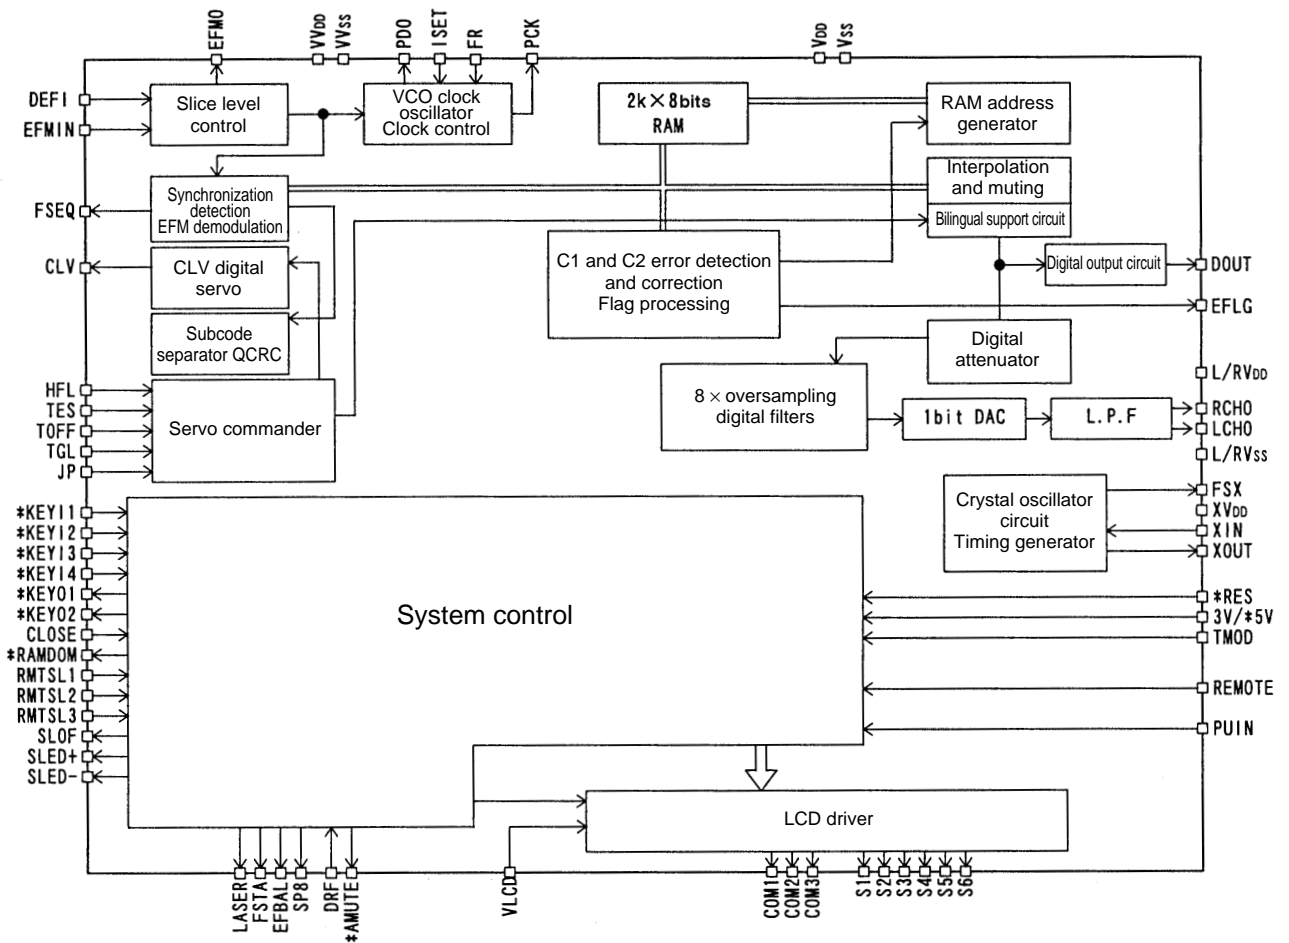 EFMO
VVDD
VVSS
PDO
ISET
FR
PCK
VDD
VSS
DEFI
EFMIN
Slice level
control
VCO clock
oscillator
Clock control
2k×8bits
RAM
RAM address
generator
Interpolation
and muting
Bilingual support circuit
FSEQ
Synchronization
detection
EFM demodulation
CLV
CLV digital
servo
C1 and C2 error detection
and correction
Flag processing
Digital output circuit
DOUT
EFLG
Subcode
separator QCRC
Digital
attenuator
L/RVDD
HFL
TES
TOFF
TGL
JP
Servo commander
8 × oversampling
digital filters
1bit DAC
L.P.F
RCHO
LCHO
L/RVSS
Crystal oscillator
circuit
Timing generator
FSX
XVDD
XIN
XOUT
*KEYI1
*KEYI2
*KEYI3
*KEYI4
*KEYO1
*KEYO2
CLOSE
*RAMDOM
RMTSL1
RMTSL2
RMTSL3
SLOF
SLED+
SLED-
System control
*RES
3V/*5V
TMOD
REMOTE
PUIN
LCD driver
LASER
FSTA
EFBAL
SP8
DRF
*AMUTE
VLCD
COM1
COM2
COM3
S1
S2
S3
S4
S5
S6